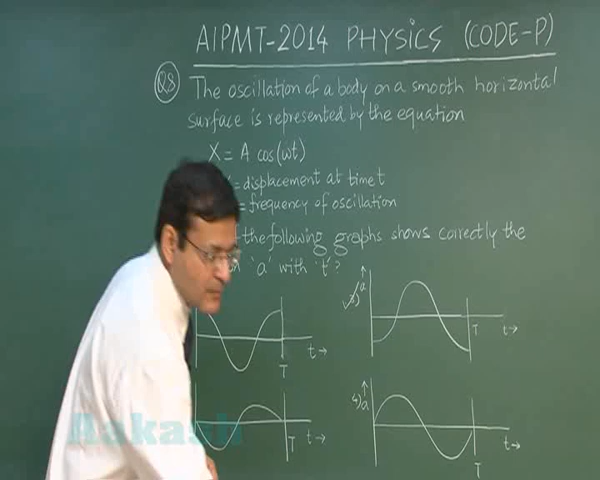 AIPMT-2014 PHYSICS (CODE-P)
Q8 The oscillation of a body on a smooth horizontal
surface is represented by the equation
X = A cos(ωt)
= displacement at time t
= frequency of oscillation
the following graphs shows correctly the
'a' with 't'?
a
T t→
T t→
T t→
4) a
T t→
Aakash